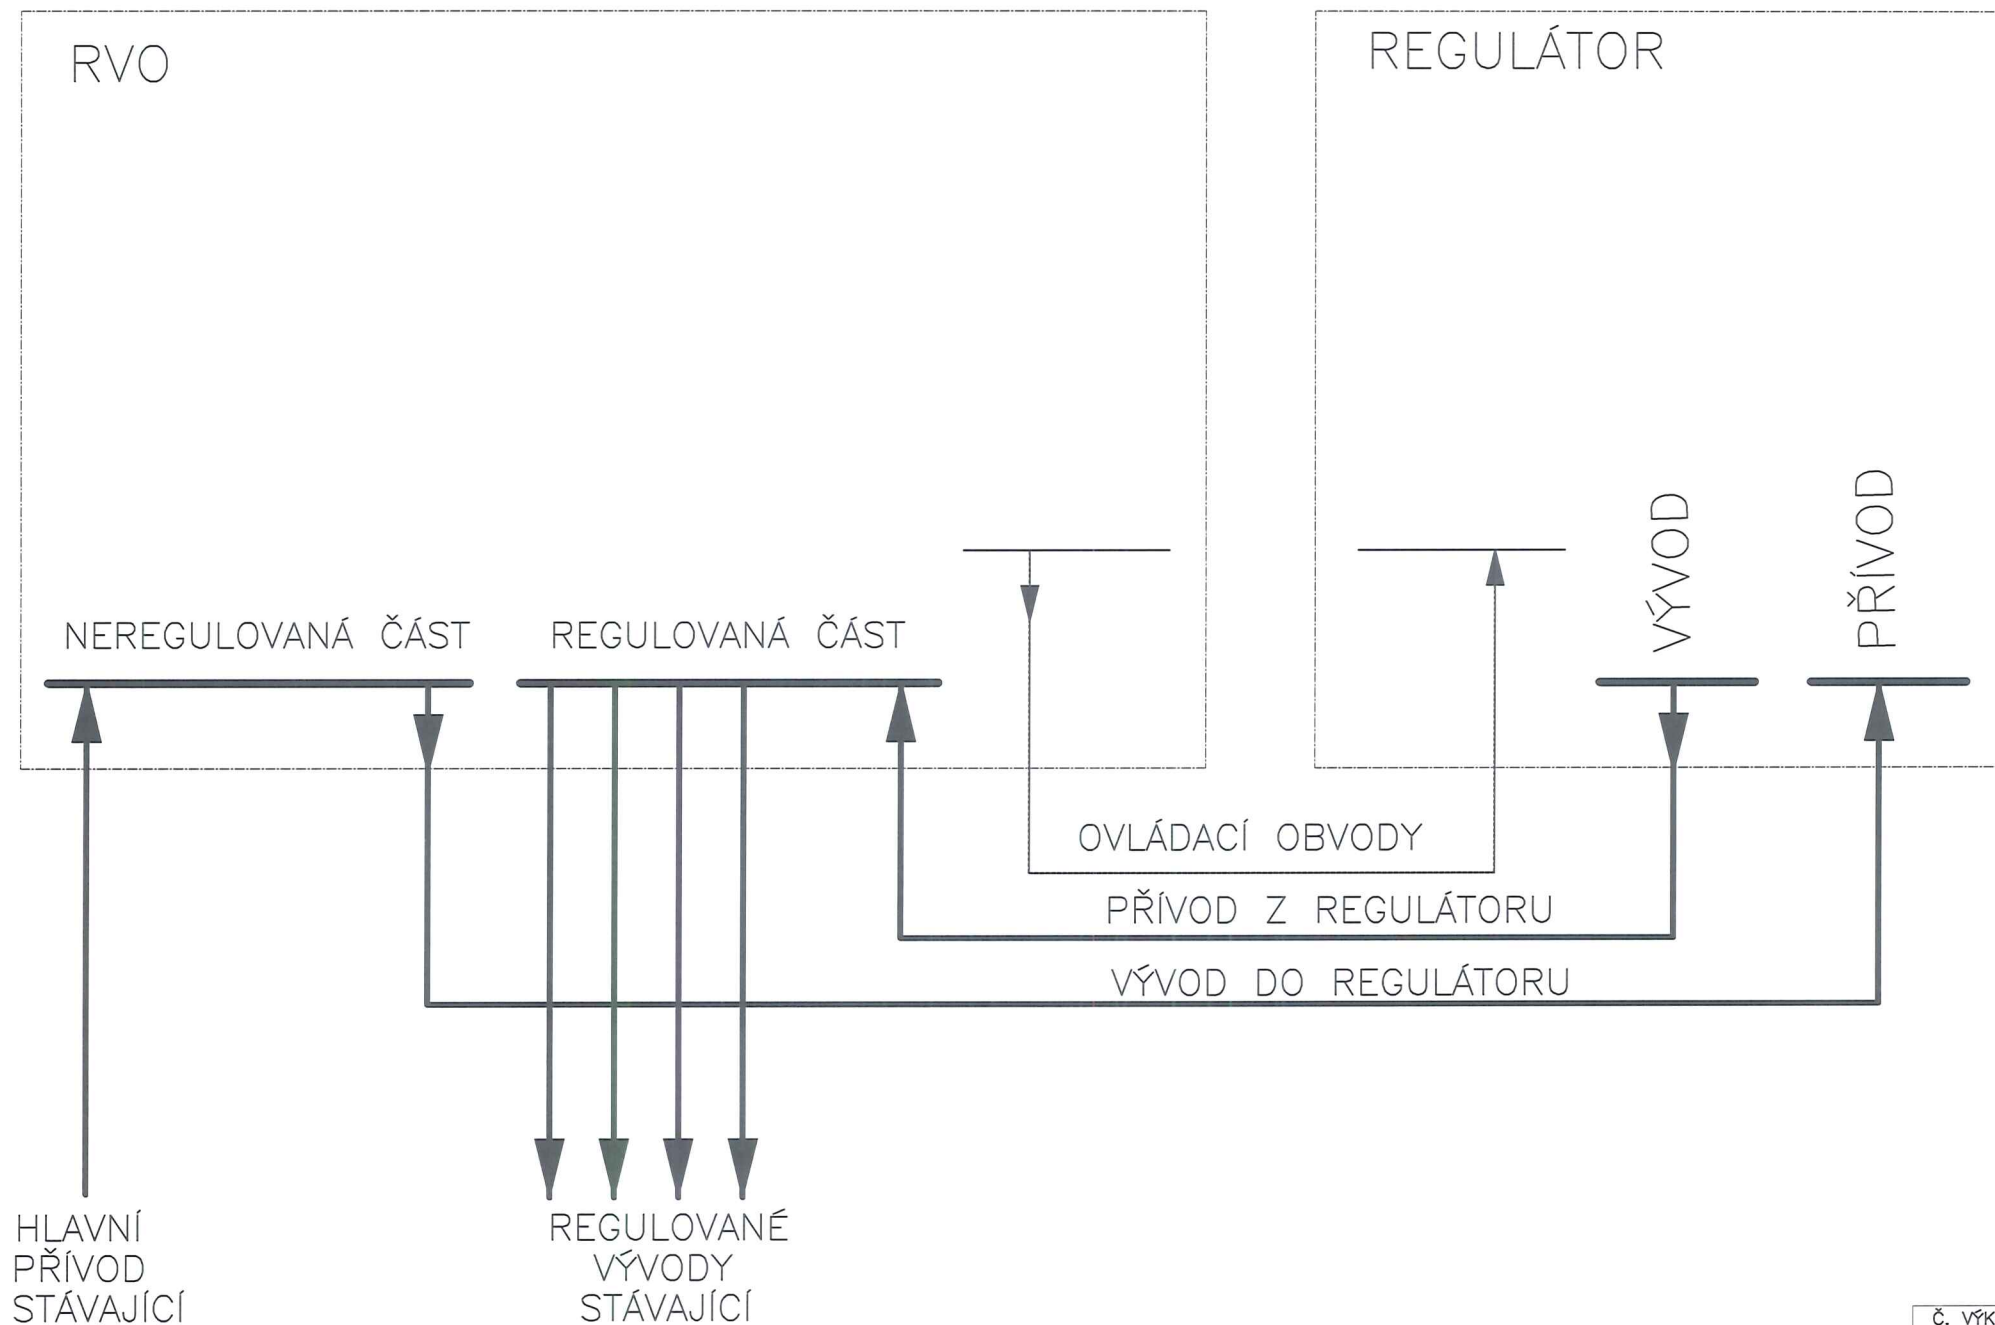 RVO
REGULÁTOR
VÝVOD
PŘÍVOD
NEREGULOVANÁ ČÁST
REGULOVANÁ ČÁST
OVLÁDACÍ OBVODY
PŘÍVOD Z REGULÁTORU
VÝVOD DO REGULÁTORU
HLAVNÍ
PŘÍVOD
STÁVAJÍCÍ
REGULOVANÉ
VÝVODY
STÁVAJÍCÍ
Č. VÝK